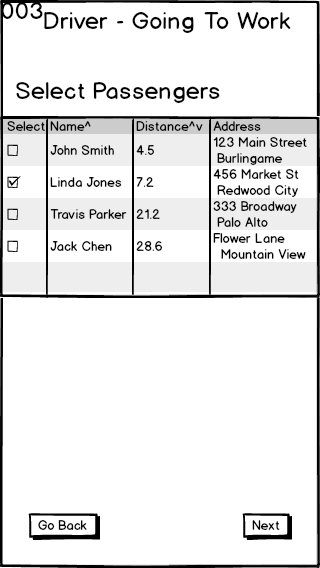 003
Driver - Going To Work
Select Passengers
Select Name^ Distance^v Address
John Smith 4.5 123 Main Street
Burlingame
Linda Jones 7.2 456 Market St
Redwood City
Travis Parker 21.2 333 Broadway
Palo Alto
Jack Chen 28.6 Flower Lane
Mountain View
Go Back Next